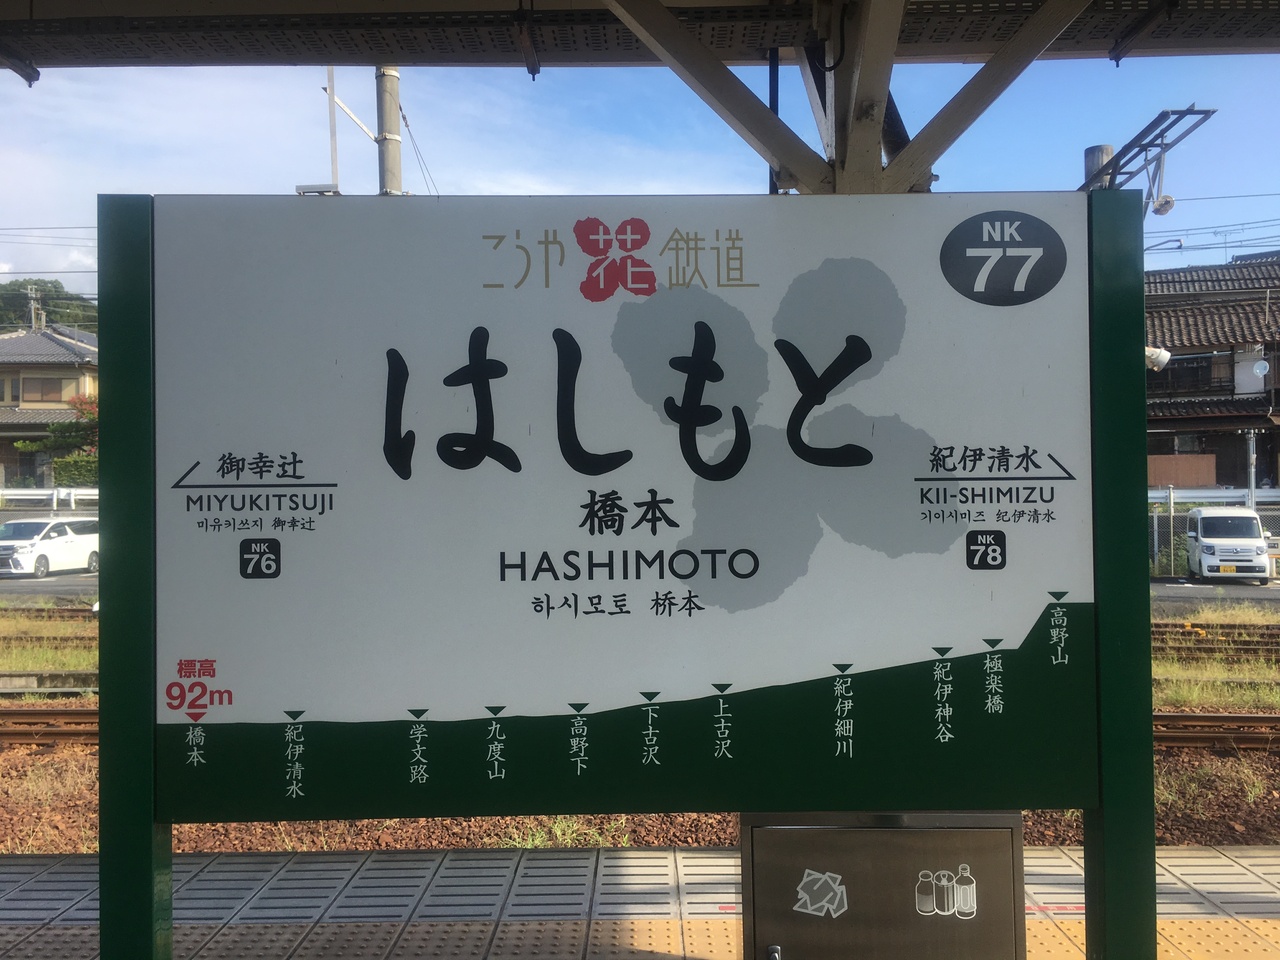 こうや花鉄道
NK
77
はしもと
橋本
HASHIMOTO
하시모토 桥本
御幸辻
MIYUKITSUJI
미유키쓰지 御幸辻
NK
76
紀伊清水
KII-SHIMIZU
기이시미즈 纪伊清水
NK
78
標高
92m
橋本
紀伊清水
学文路
九度山
高野下
下古沢
上古沢
紀伊細川
紀伊神谷
極楽橋
高野山